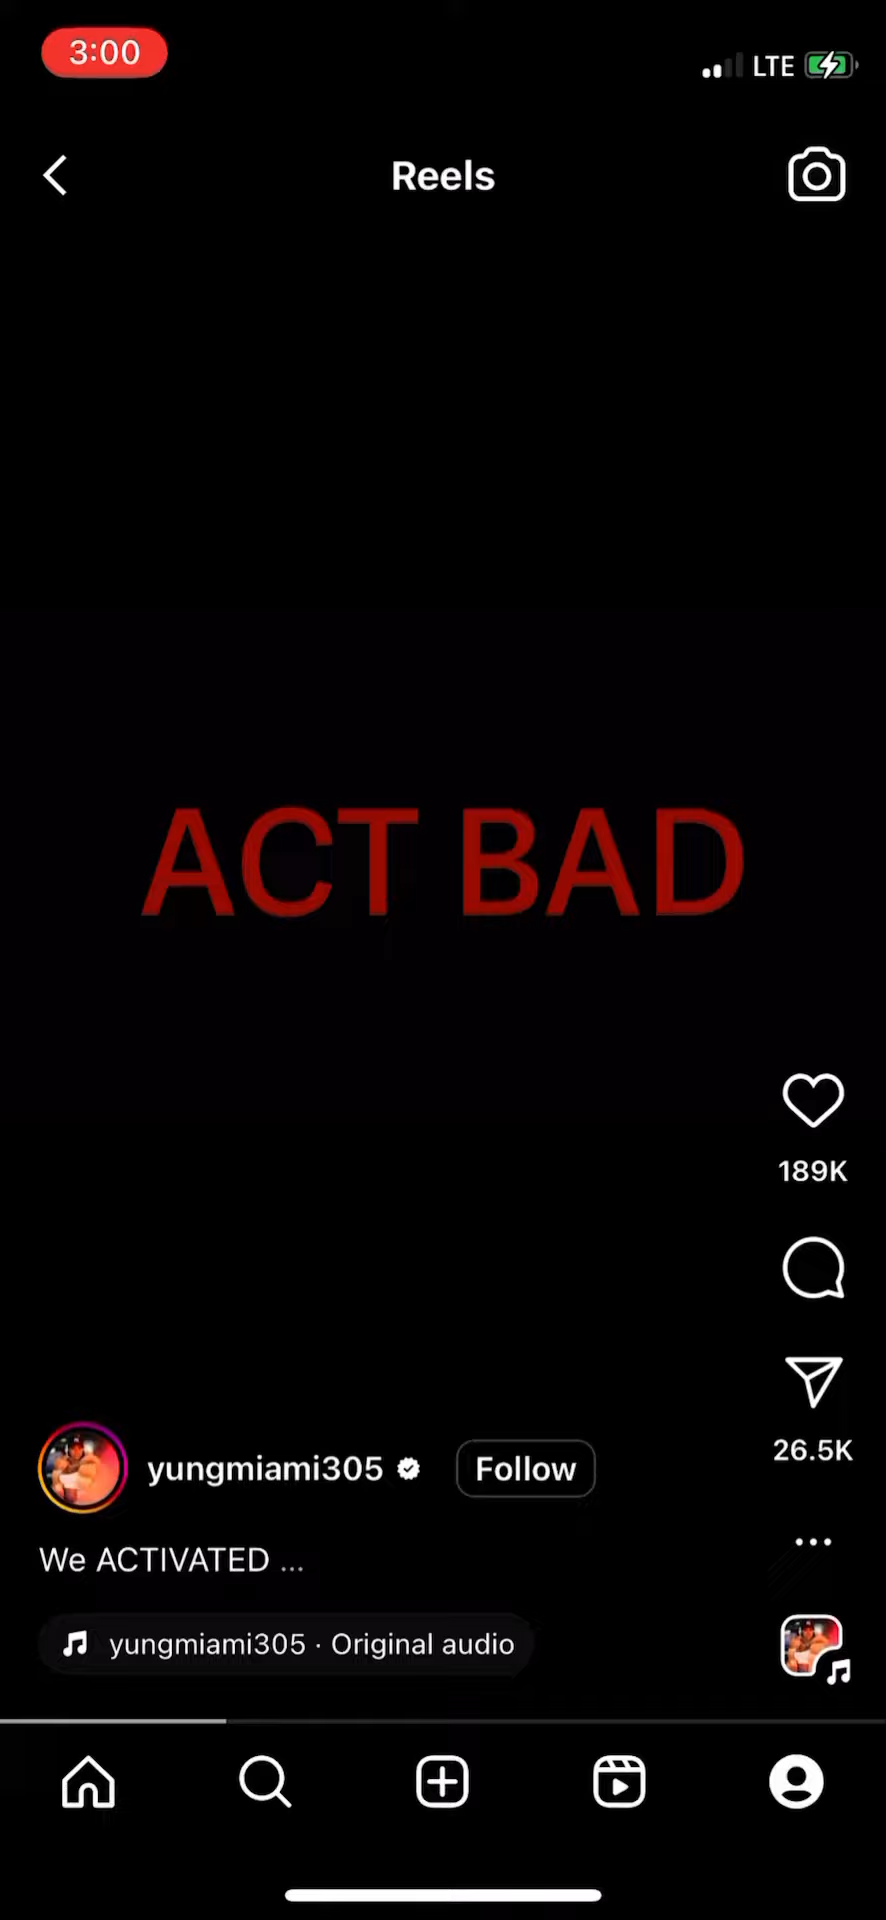 3:00
LTE
Reels
ACT BAD
189K
26.5K
yungmiami305
Follow
We ACTIVATED ...
yungmiami305 · Original audio